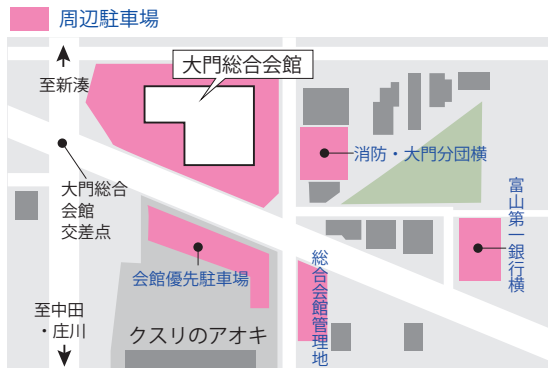 周辺駐車場
大門総合会館
至新湊
消防・大門分団横
大門総合
会館
交差点
富山第一銀行横
会館優先駐車場
総合会館管理地
至中田
・庄川
クスリのアオキ